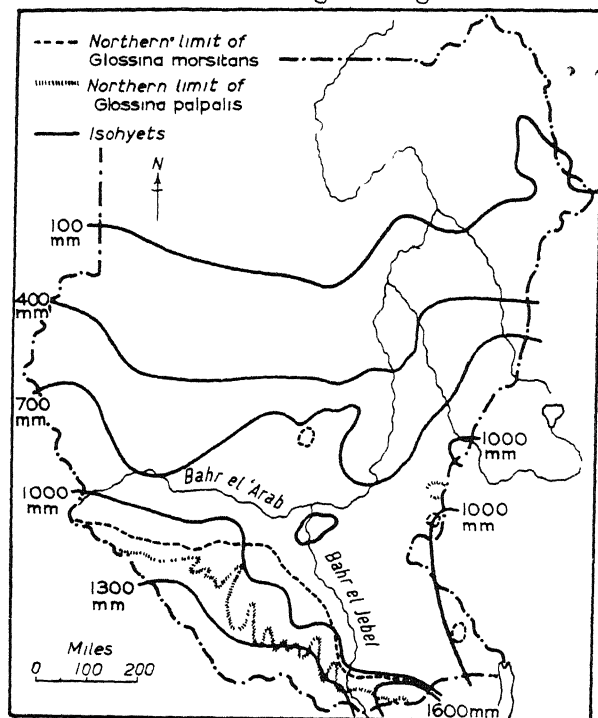 Northern limit of
Glossina morsitans
Northern limit of
Glossina palpalis
Isohyets
N
100
mm
400
mm
700
mm
1000
mm
Bahr el 'Arab
1000
mm
1000
mm
1300
mm
Bahr el Jebel
Miles
0 100 200
1600mm